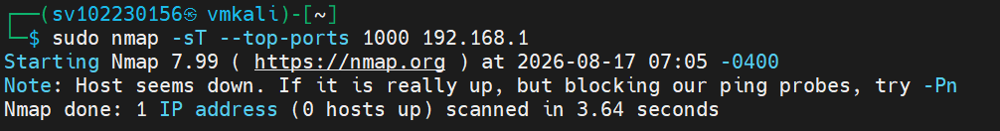 ┌──(sv102230156㉿ vmkali)-[~]
└─$ sudo nmap -sT --top-ports 1000 192.168.1
Starting Nmap 7.99 ( https://nmap.org ) at 2026-08-17 07:05 -0400
Note: Host seems down. If it is really up, but blocking our ping probes, try -Pn
Nmap done: 1 IP address (0 hosts up) scanned in 3.64 seconds